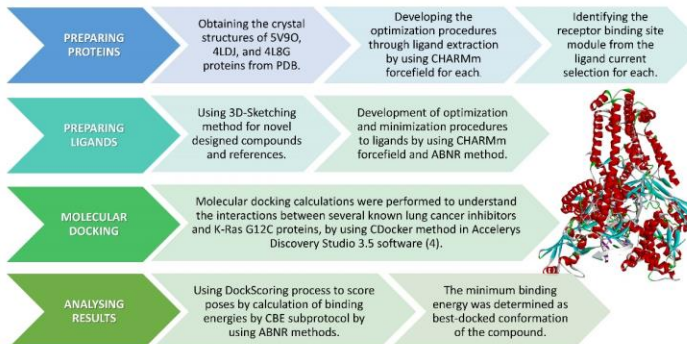 PREPARING
PROTEINS
Obtaining the crystal
structures of 5V9O,
4LDJ, and 4L8G
proteins from PDB.
Developing the
optimization procedures
through ligand extraction
by using CHARMm
forcefield for each.
Identifying the
receptor binding site
module from the
ligand current
selection for each.
PREPARING
LIGANDS
Using 3D-Sketching
method for novel
designed compounds
and references.
Development of optimization
and minimization procedures
to ligands by using CHARMm
forcefield and ABNR method.
MOLECULAR
DOCKING
Molecular docking calculations were performed to understand
the interactions between several known lung cancer inhibitors
and K-Ras G12C proteins, by using CDocker method in Accelerys
Discovery Studio 3.5 software (4).
ANALYSING
RESULTS
Using DockScoring process to score
poses by calculation of binding
energies by CBE subprotocol by
using ABNR methods.
The minimum binding
energy was determined as
best-docked conformation
of the compound.